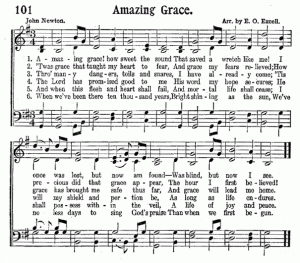 101 Amazing Grace.
John Newton. Arr. by E. O. Excell.
1. A - maz - ing grace! how sweet the sound That saved a wretch like me! I
2. 'Twas grace that taught my heart to fear, And grace my fears re - lieved; How
3. Thro' man - y dan - gers, toils and snares, I have al - read - y come; 'Tis
4. The Lord has prom - ised good to me, His word my hope se - cures; He
5. And when this flesh and heart shall fail, And mor - tal life shall cease; I
6. When we've been there ten thou - sand years, Bright shin - ing as the sun, We've
once was lost, but now am found—Was blind, but now I see.
pre - cious did that grace ap - pear, The hour I first be - lieved!
grace has brought me safe thus far, And grace will lead me home.
will my shield and por - tion be, As long as life en - dures.
shall pos - sess with - in the veil, A life of joy and peace.
no less days to sing God's praise Than when we first be - gun.